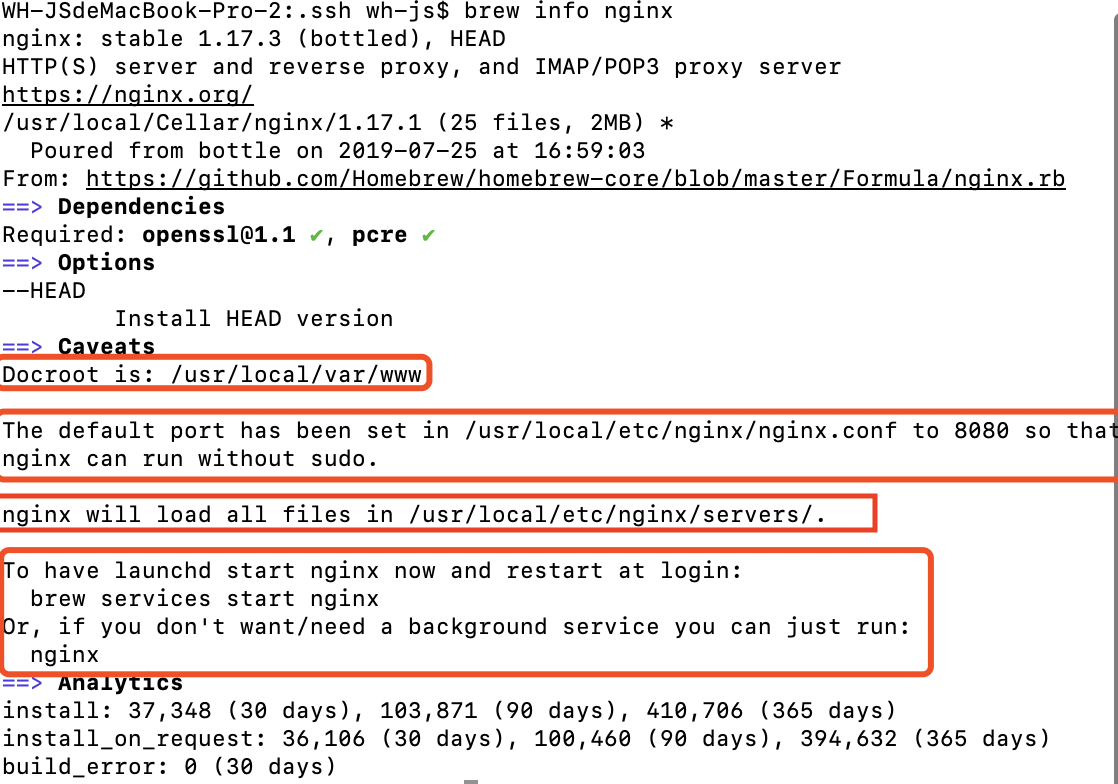 WH-JSdeMacBook-Pro-2:.ssh wh-js$ brew info nginx
nginx: stable 1.17.3 (bottled), HEAD
HTTP(S) server and reverse proxy, and IMAP/POP3 proxy server
https://nginx.org/
/usr/local/Cellar/nginx/1.17.1 (25 files, 2MB) *
  Poured from bottle on 2019-07-25 at 16:59:03
From: https://github.com/Homebrew/homebrew-core/blob/master/Formula/nginx.rb
==> Dependencies
Required: openssl@1.1 ✔, pcre ✔
==> Options
--HEAD
        Install HEAD version
==> Caveats
Docroot is: /usr/local/var/www
The default port has been set in /usr/local/etc/nginx/nginx.conf to 8080 so that
nginx can run without sudo.
nginx will load all files in /usr/local/etc/nginx/servers/.
To have launchd start nginx now and restart at login:
  brew services start nginx
Or, if you don't want/need a background service you can just run:
  nginx
==> Analytics
install: 37,348 (30 days), 103,871 (90 days), 410,706 (365 days)
install_on_request: 36,106 (30 days), 100,460 (90 days), 394,632 (365 days)
build_error: 0 (30 days)